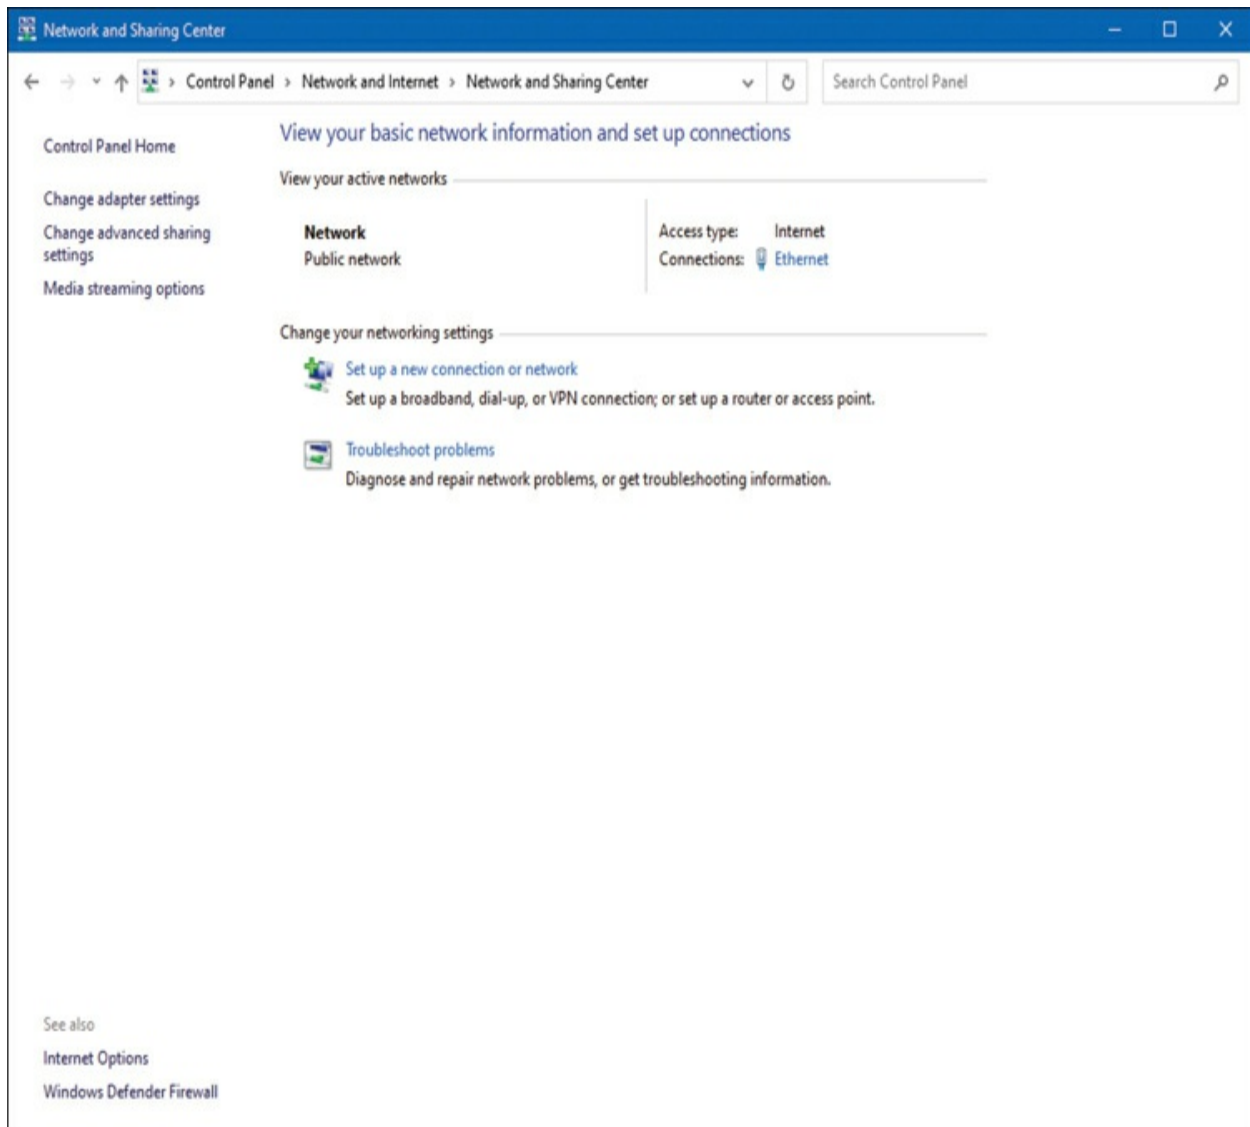 Network and Sharing Center
Control Panel > Network and Internet > Network and Sharing Center
Search Control Panel
Control Panel Home
Change adapter settings
Change advanced sharing
settings
Media streaming options
View your basic network information and set up connections
View your active networks
Network
Public network
Access type: Internet
Connections: Ethernet
Change your networking settings
Set up a new connection or network
Set up a broadband, dial-up, or VPN connection; or set up a router or access point.
Troubleshoot problems
Diagnose and repair network problems, or get troubleshooting information.
See also
Internet Options
Windows Defender Firewall